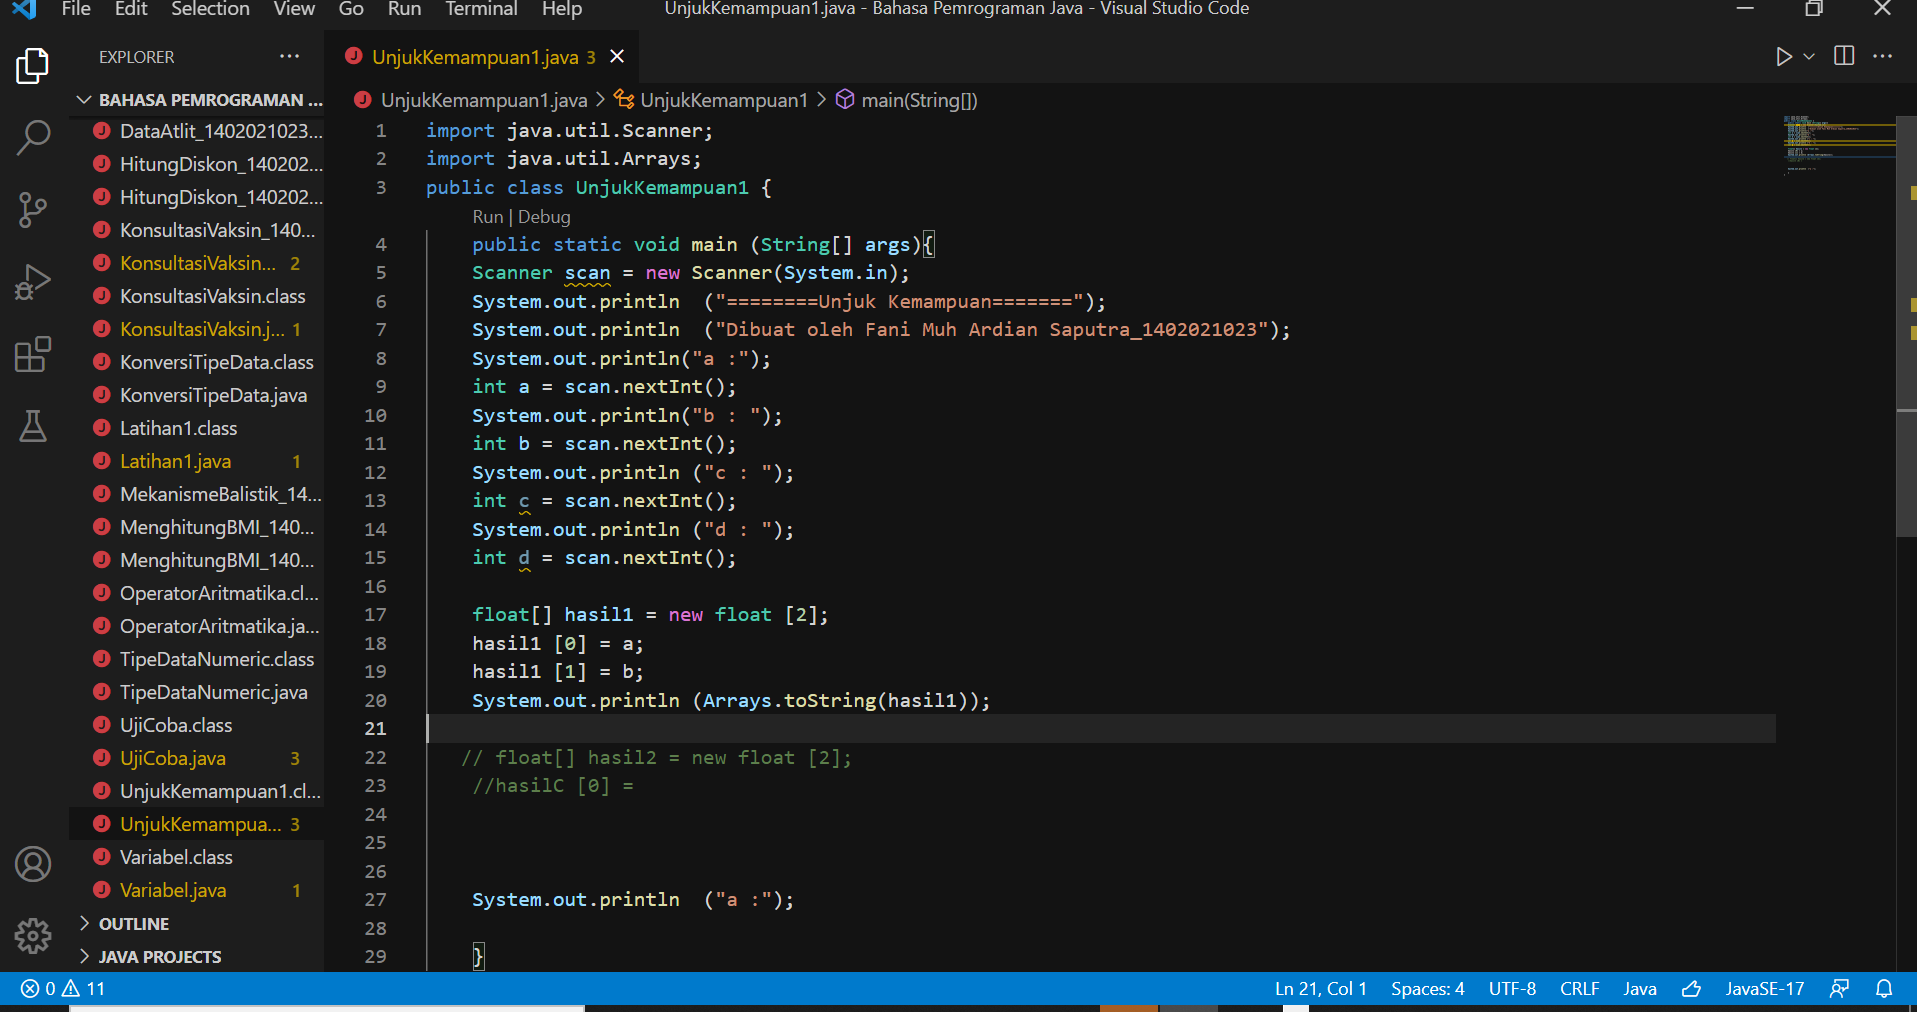 File Edit Selection View Go Run Terminal Help UnjukKemampuan1.java - Bahasa Pemrograman Java - Visual Studio Code
EXPLORER
BAHASA PEMROGRAMAN ...
DataAtlit_1402021023...
HitungDiskon_140202...
HitungDiskon_140202...
KonsultasiVaksin_140...
KonsultasiVaksin... 2
KonsultasiVaksin.class
KonsultasiVaksin.j... 1
KonversiTipeData.class
KonversiTipeData.java
Latihan1.class
Latihan1.java 1
MekanismeBalistik_14...
MenghitungBMI_140...
MenghitungBMI_140...
OperatorAritmatika.cl...
OperatorAritmatika.ja...
TipeDataNumeric.class
TipeDataNumeric.java
UjiCoba.class
UjiCoba.java 3
UnjukKemampuan1.cl...
UnjukKemampua... 3
Variabel.class
Variabel.java 1
OUTLINE
JAVA PROJECTS
UnjukKemampuan1.java 3
UnjukKemampuan1.java > UnjukKemampuan1 > main(String[])
1 import java.util.Scanner;
2 import java.util.Arrays;
3 public class UnjukKemampuan1 {
Run | Debug
4 public static void main (String[] args){
5 Scanner scan = new Scanner(System.in);
6 System.out.println  ("========Unjuk Kemampuan=======");
7 System.out.println  ("Dibuat oleh Fani Muh Ardian Saputra_1402021023");
8 System.out.println("a :");
9 int a = scan.nextInt();
10 System.out.println("b : ");
11 int b = scan.nextInt();
12 System.out.println ("c : ");
13 int c = scan.nextInt();
14 System.out.println ("d : ");
15 int d = scan.nextInt();
16
17 float[] hasil1 = new float [2];
18 hasil1 [0] = a;
19 hasil1 [1] = b;
20 System.out.println (Arrays.toString(hasil1));
21
22 // float[] hasil2 = new float [2];
23 //hasilC [0] =
24
25
26
27 System.out.println  ("a :");
28
29 }
0 11 Ln 21, Col 1 Spaces: 4 UTF-8 CRLF Java JavaSE-17